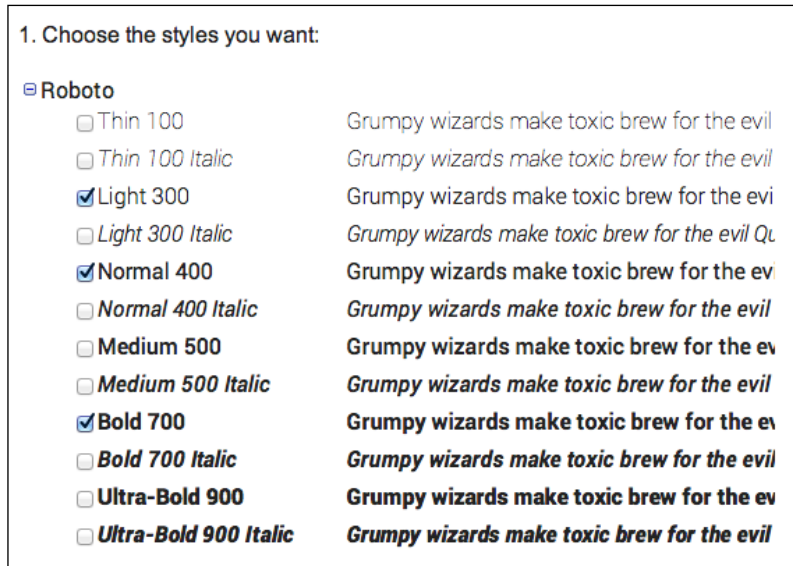 1. Choose the styles you want:
Roboto
Thin 100 Grumpy wizards make toxic brew for the evil
Thin 100 Italic Grumpy wizards make toxic brew for the evil
Light 300 Grumpy wizards make toxic brew for the evi
Light 300 Italic Grumpy wizards make toxic brew for the evil Qu
Normal 400 Grumpy wizards make toxic brew for the evi
Normal 400 Italic Grumpy wizards make toxic brew for the evil
Medium 500 Grumpy wizards make toxic brew for the ev
Medium 500 Italic Grumpy wizards make toxic brew for the evil
Bold 700 Grumpy wizards make toxic brew for the ev
Bold 700 Italic Grumpy wizards make toxic brew for the evil
Ultra-Bold 900 Grumpy wizards make toxic brew for the ev
Ultra-Bold 900 Italic Grumpy wizards make toxic brew for the evil